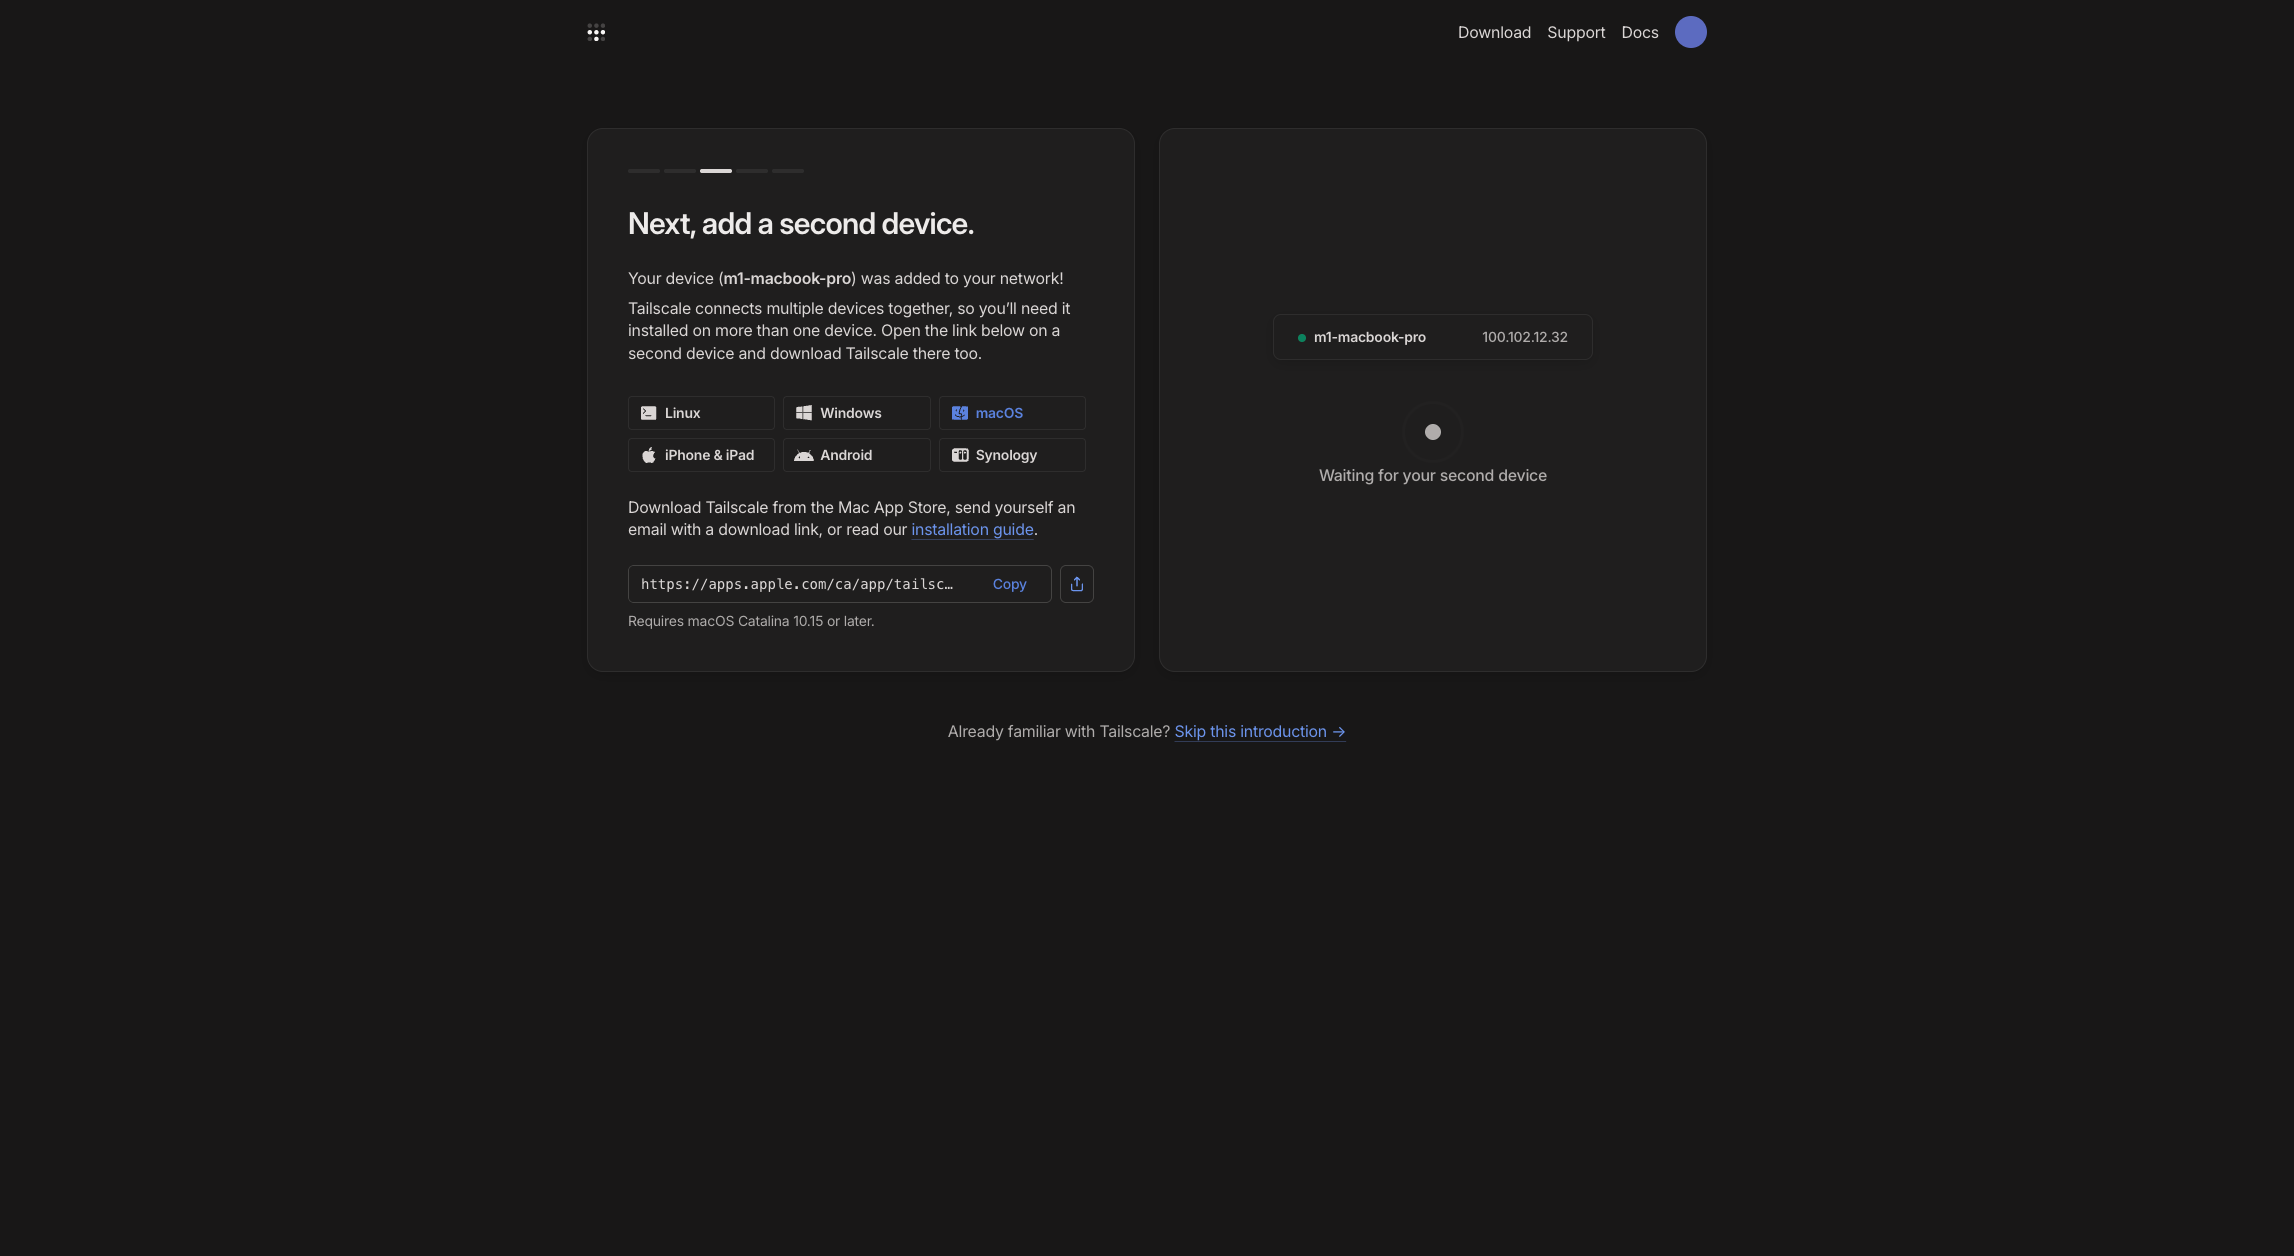 Download Support Docs
Next, add a second device.
Your device (m1-macbook-pro) was added to your network!
Tailscale connects multiple devices together, so you’ll need it
installed on more than one device. Open the link below on a
second device and download Tailscale there too.
Linux
Windows
macOS
iPhone & iPad
Android
Synology
Download Tailscale from the Mac App Store, send yourself an
email with a download link, or read our installation guide.
https://apps.apple.com/ca/app/tailsc… Copy
Requires macOS Catalina 10.15 or later.
m1-macbook-pro 100.102.12.32
Waiting for your second device
Already familiar with Tailscale? Skip this introduction →